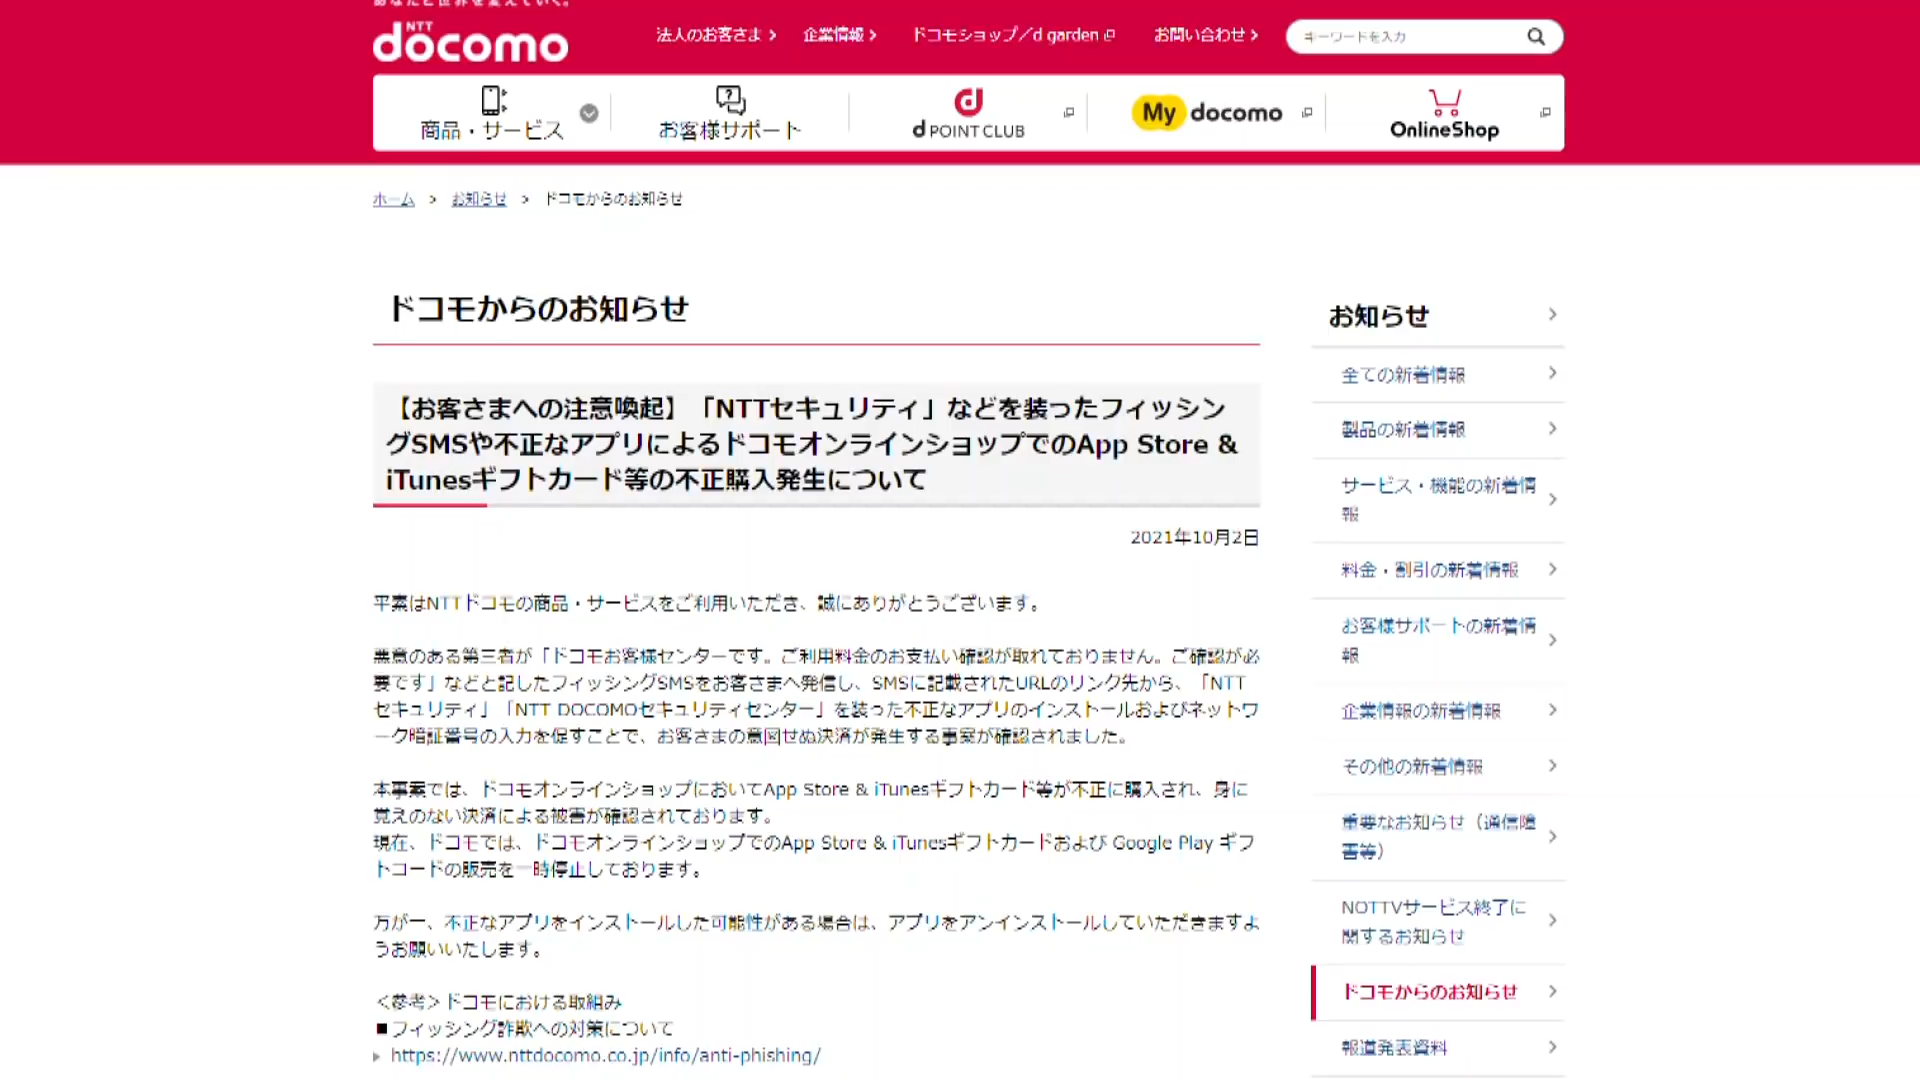 あなたと世界を変えていく。
NTT
docomo
法人のお客さま
企業情報
ドコモショップ／d garden
お問い合わせ
キーワードを入力
商品・サービス
お客様サポート
d POINT CLUB
My docomo
OnlineShop
ホーム > お知らせ > ドコモからのお知らせ
ドコモからのお知らせ
【お客さまへの注意喚起】「NTTセキュリティ」などを装ったフィッシン
グSMSや不正なアプリによるドコモオンラインショップでのApp Store &
iTunesギフトカード等の不正購入発生について
2021年10月2日
平素はNTTドコモの商品・サービスをご利用いただき、誠にありがとうございます。
悪意のある第三者が「ドコモお客様センターです。ご利用料金のお支払い確認が取れておりません。ご確認が必
要です」などと記したフィッシングSMSをお客さまへ発信し、SMSに記載されたURLのリンク先から、「NTT
セキュリティ」「NTT DOCOMOセキュリティセンター」を装った不正なアプリのインストールおよびネットワ
ーク暗証番号の入力を促すことで、お客さまの意図せぬ決済が発生する事案が確認されました。
本事案では、ドコモオンラインショップにおいてApp Store & iTunesギフトカード等が不正に購入され、身に
覚えのない決済による被害が確認されております。
現在、ドコモでは、ドコモオンラインショップでのApp Store & iTunesギフトカードおよび Google Play ギフ
トコードの販売を一時停止しております。
万が一、不正なアプリをインストールした可能性がある場合は、アプリをアンインストールしていただきますよ
うお願いいたします。
＜参考＞ドコモにおける取組み
■フィッシング詐欺への対策について
https://www.nttdocomo.co.jp/info/anti-phishing/
お知らせ
全ての新着情報
製品の新着情報
サービス・機能の新着情
報
料金・割引の新着情報
お客様サポートの新着情
報
企業情報の新着情報
その他の新着情報
重要なお知らせ（通信障
害等）
NOTTVサービス終了に
関するお知らせ
ドコモからのお知らせ
報道発表資料